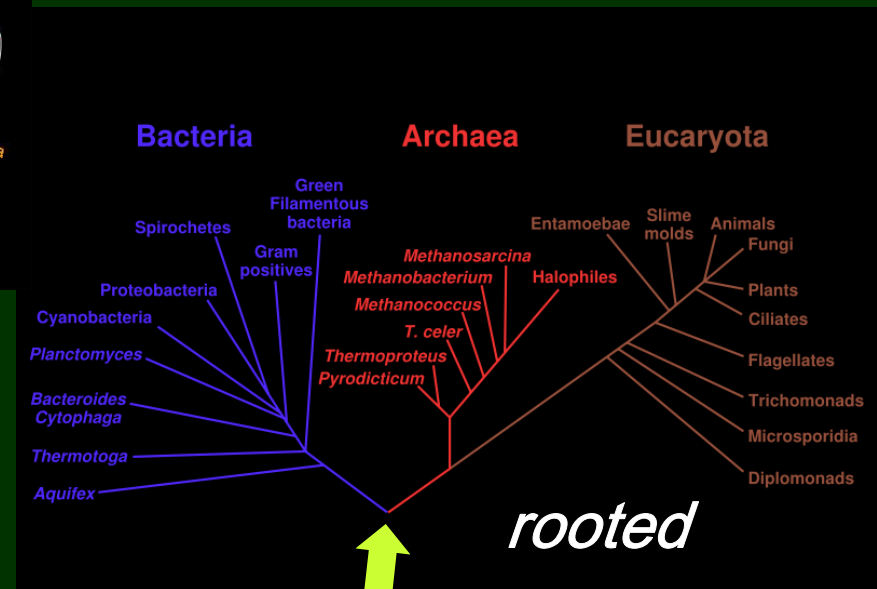 Bacteria
Archaea
Eucaryota
Green
Filamentous
bacteria
Spirochetes
Gram
positives
Proteobacteria
Cyanobacteria
Planctomyces
Bacteroides
Cytophaga
Thermotoga
Aquifex
Methanosarcina
Methanobacterium
Halophiles
Methanococcus
T. celer
Thermoproteus
Pyrodicticum
Entamoebae
Slime
molds
Animals
Fungi
Plants
Ciliates
Flagellates
Trichomonads
Microsporidia
Diplomonads
rooted